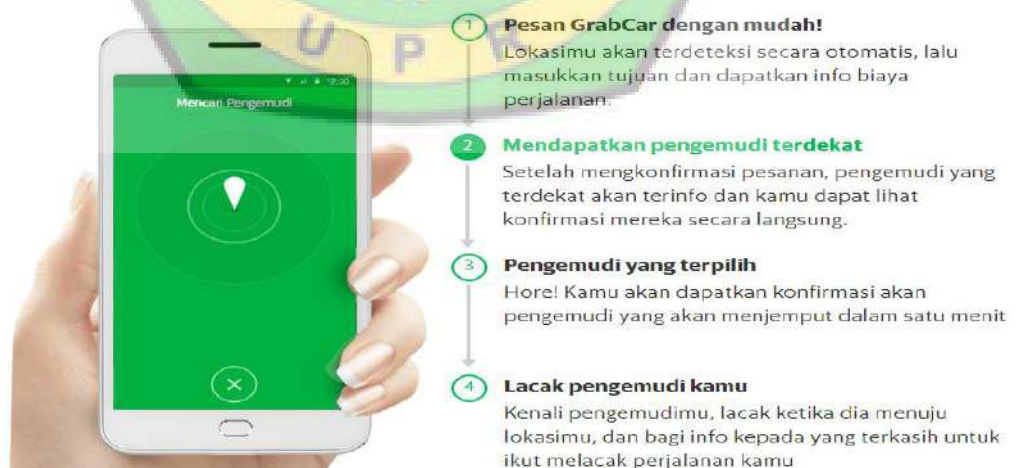 U P R
12:30
Mencari Pengemudi
1 Pesan GrabCar dengan mudah!
Lokasimu akan terdeteksi secara otomatis, lalu
masukkan tujuan dan dapatkan info biaya
perjalanan.
2 Mendapatkan pengemudi terdekat
Setelah mengkonfirmasi pesanan, pengemudi yang
terdekat akan terinfo dan kamu dapat lihat
konfirmasi mereka secara langsung.
3 Pengemudi yang terpilih
Hore! Kamu akan dapatkan konfirmasi akan
pengemudi yang akan menjemput dalam satu menit
4 Lacak pengemudi kamu
Kenali pengemudimu, lacak ketika dia menuju
lokasimu, dan bagi info kepada yang terkasih untuk
ikut melacak perjalanan kamu